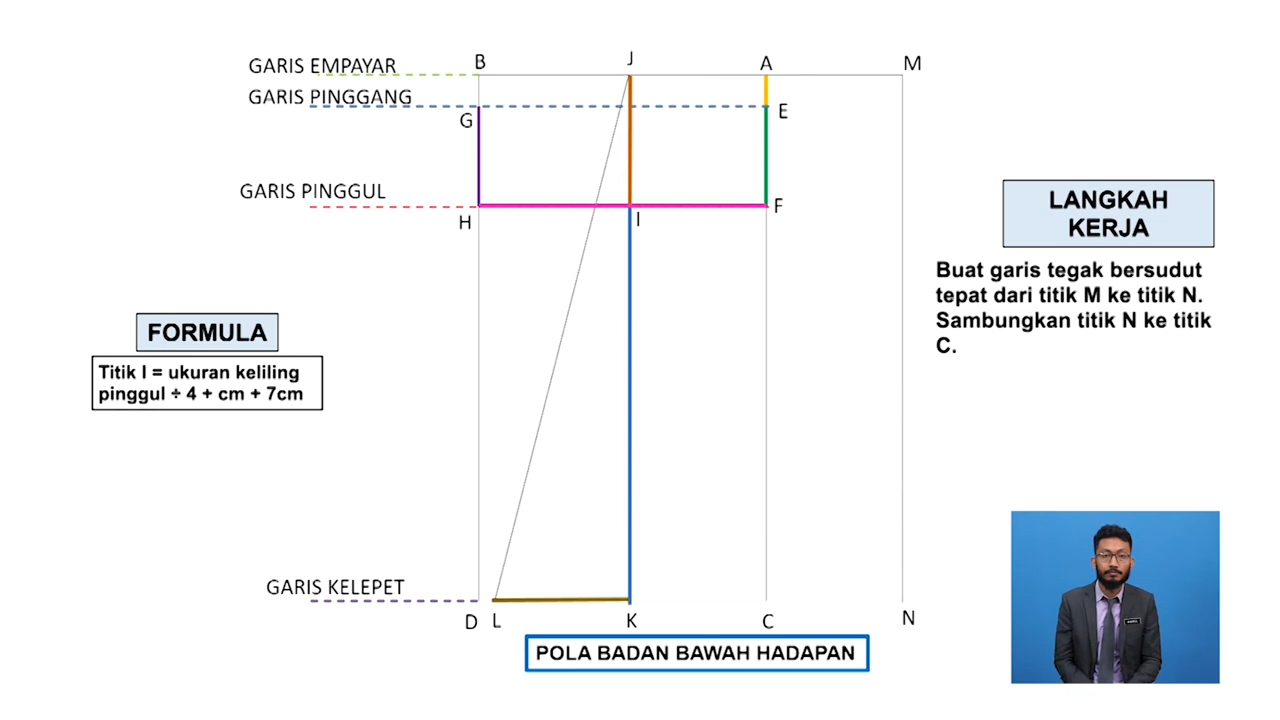 B
J
A
M
GARIS EMPAYAR
GARIS PINGGANG
G
E
GARIS PINGGUL
H
I
F
LANGKAH
KERJA
Buat garis tegak bersudut
tepat dari titik M ke titik N.
Sambungkan titik N ke titik
C.
FORMULA
Titik I = ukuran keliling
pinggul ÷ 4 + cm + 7cm
GARIS KELEPET
D
L
K
C
N
POLA BADAN BAWAH HADAPAN